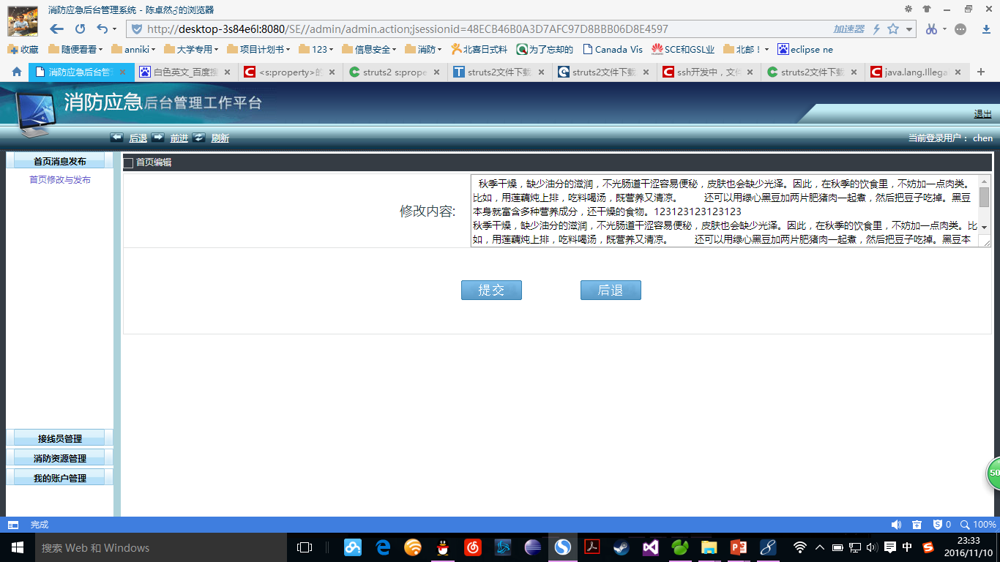 消防应急后台管理系统 - 陈卓然♂的浏览器
http://desktop-3s84e6l:8080/SE//admin/admin.action;jsessionid=48ECB46B0A3D7AFC97D8BBB06D8E4597 加速器
收藏 随便看看 anniki 大学专用 项目计划书 123 信息安全 消防 北喜日式料 为了忘却的 Canada Vis SCE和GSL业 北邮！ eclipse ne
消防应急后台管 白色英文_百度搜 <s:property>的 struts2 s:prope struts2文件下载 struts2文件下载 ssh开发中，文件 struts2文件下载 java.lang.Illega
消防应急后台管理工作平台
退出
后退 前进 刷新 当前登录用户： chen
首页消息发布
首页修改与发布
首页编辑
修改内容:
秋季干燥，缺少油分的滋润，不光肠道干涩容易便秘，皮肤也会缺少光泽。因此，在秋季的饮食里，不妨加一点肉类。
比如，用莲藕炖上排，吃料喝汤，既营养又清凉。 还可以用绿心黑豆加两片肥猪肉一起煮，然后把豆子吃掉。黑豆
本身就富含多种营养成分，还干燥的食物。123123123123123
秋季干燥，缺少油分的滋润，不光肠道干涩容易便秘，皮肤也会缺少光泽。因此，在秋季的饮食里，不妨加一点肉类。比
如，用莲藕炖上排，吃料喝汤，既营养又清凉。 还可以用绿心黑豆加两片肥猪肉一起煮，然后把豆子吃掉。黑豆本
提交 后退
接线员管理
消防资源管理
我的账户管理
50
完成 0 100%
搜索 Web 和 Windows
中
23:33
2016/11/10